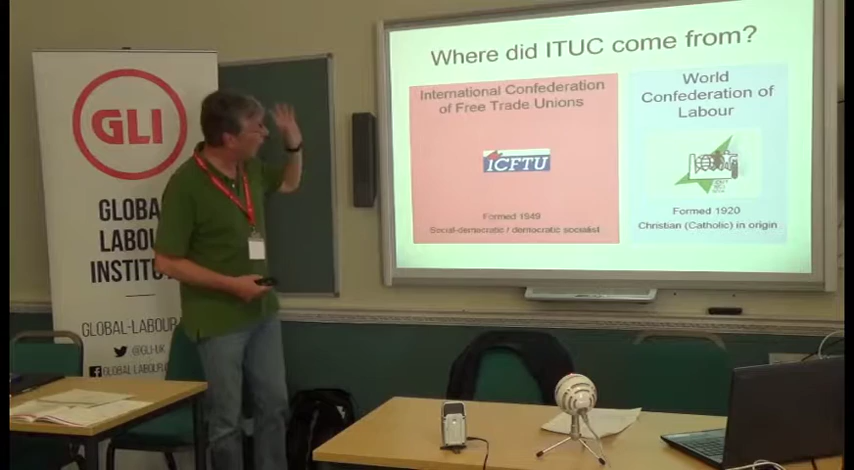 GLI
GLOBAL
LABOUR
INSTIT
GLOBAL-LABOUR
@GLI-UK
GLOBAL.LABOUR
Where did ITUC come from?
International Confederation
of Free Trade Unions
ICFTU
Formed 1949
Social-democratic / democratic socialist
World
Confederation of
Labour
Formed 1920
Christian (Catholic) in origin